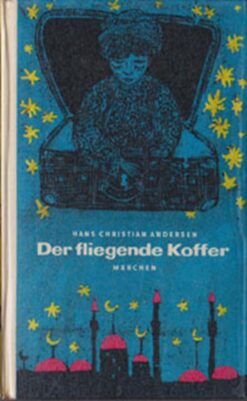 HANS CHRISTIAN ANDERSEN
Der fliegende Koffer
MÄRCHEN